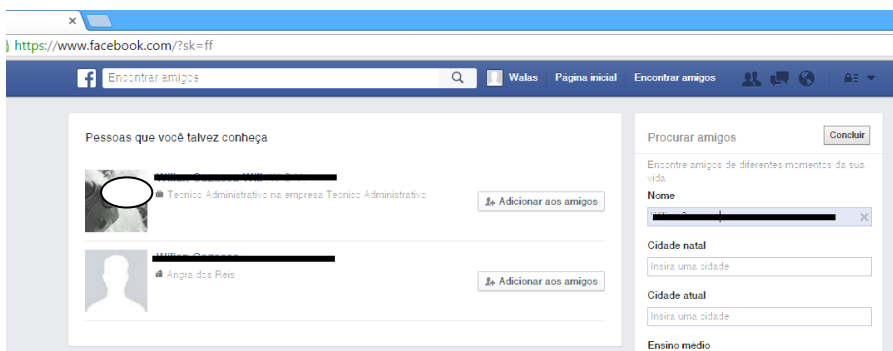 https://www.facebook.com/?sk=ff
f Encontrar amigos Walas Página inicial Encontrar amigos
Pessoas que você talvez conheça
Tecnico Administrativo na empresa Tecnico Administrativo
Adicionar aos amigos
Angra dos Reis
Adicionar aos amigos
Procurar amigos Concluir
Encontre amigos de diferentes momentos da sua
vida
Nome
Cidade natal
Insira uma cidade
Cidade atual
Insira uma cidade
Ensino médio